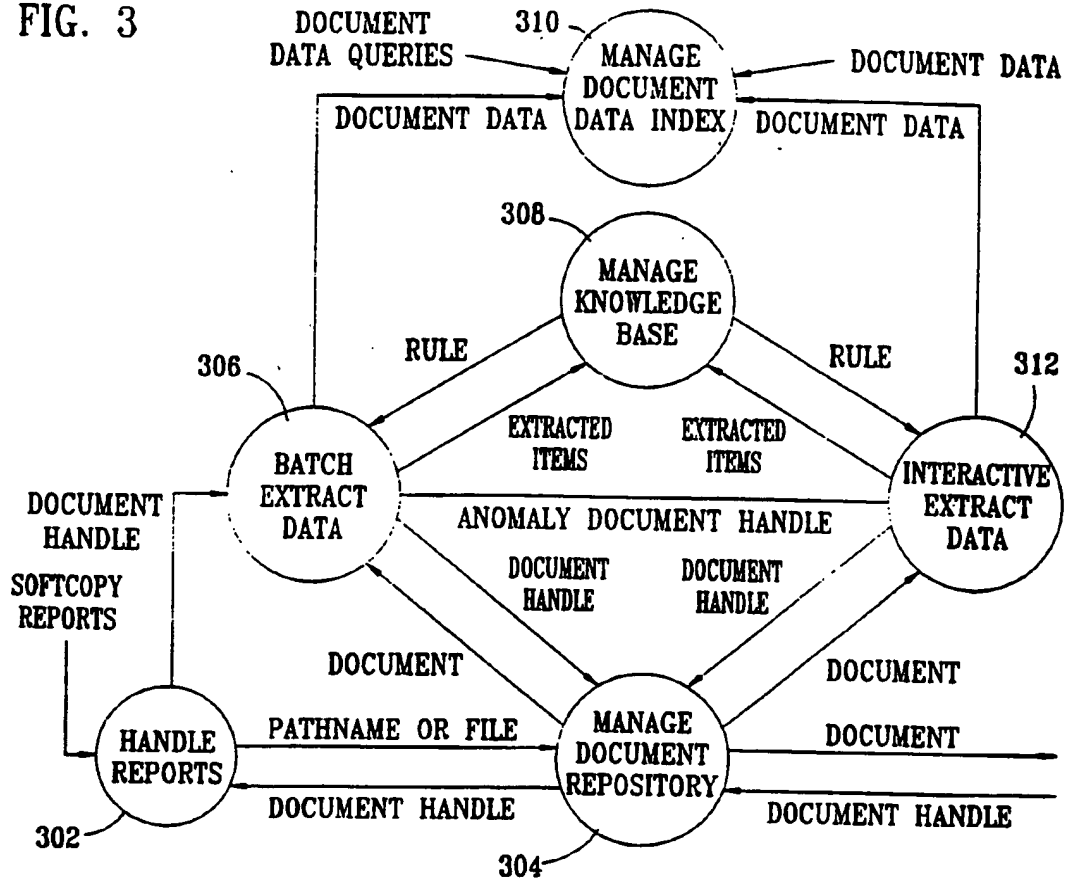 FIG. 3
310
DOCUMENT
DATA QUERIES
MANAGE
DOCUMENT
DATA INDEX
DOCUMENT DATA
DOCUMENT DATA
DOCUMENT DATA
308
MANAGE
KNOWLEDGE
BASE
RULE
RULE
306
312
EXTRACTED
ITEMS
EXTRACTED
ITEMS
BATCH
EXTRACT
DATA
INTERACTIVE
EXTRACT
DATA
DOCUMENT
HANDLE
ANOMALY DOCUMENT HANDLE
SOFTCOPY
REPORTS
DOCUMENT
HANDLE
DOCUMENT
HANDLE
DOCUMENT
DOCUMENT
HANDLE
REPORTS
PATHNAME OR FILE
MANAGE
DOCUMENT
REPOSITORY
DOCUMENT
DOCUMENT HANDLE
DOCUMENT HANDLE
302
304